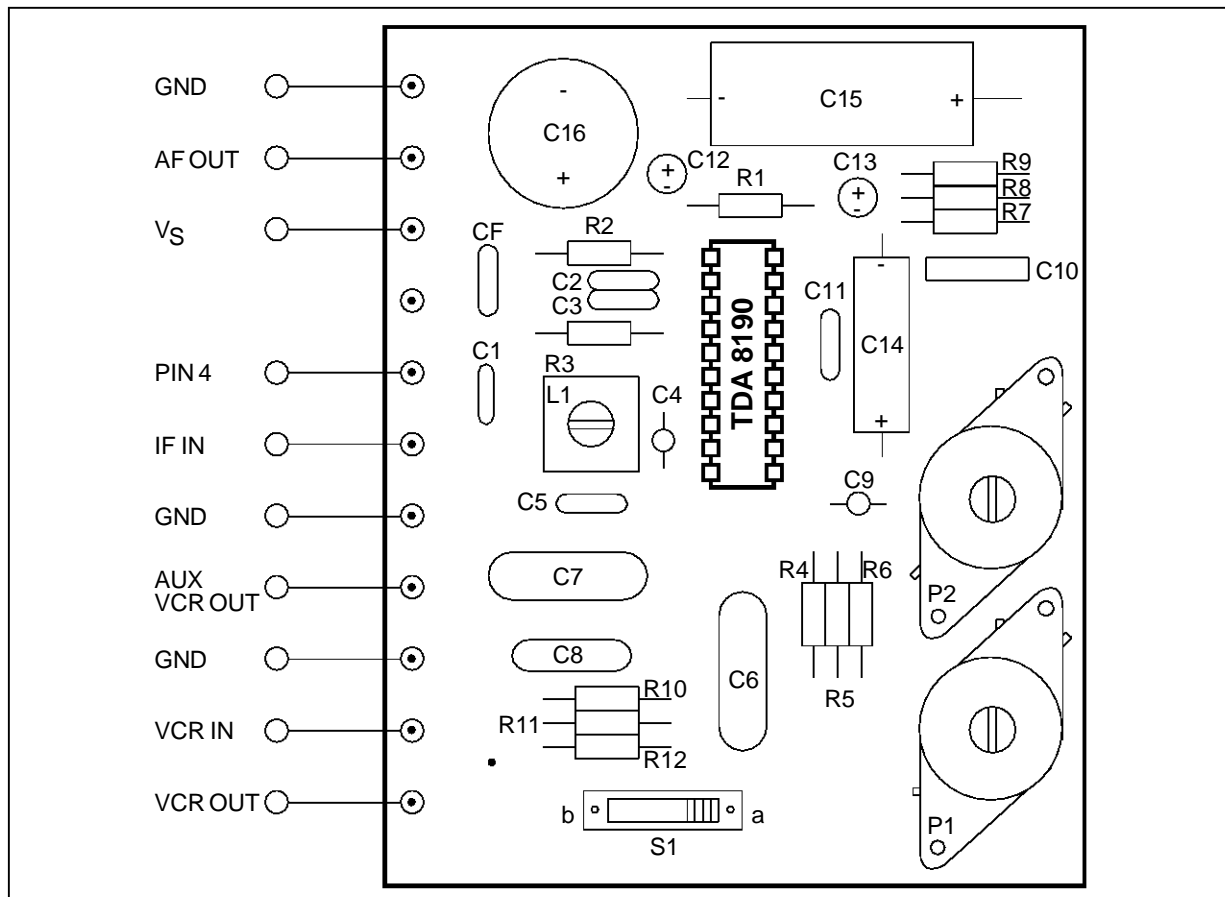 GND
AF OUT
VS
PIN 4
IF IN
GND
AUX
VCR OUT
GND
VCR IN
VCR OUT
-
C16
+
-
C15
+
C12
+
-
R1
C13
+
-
R9
R8
R7
CF
R2
C2
C3
C1
R3
L1
C4
TDA 8190
C11
-
C14
+
C10
C5
C9
C7
R4
R6
P2
C8
C6
R5
R10
R11
R12
b
a
S1
P1